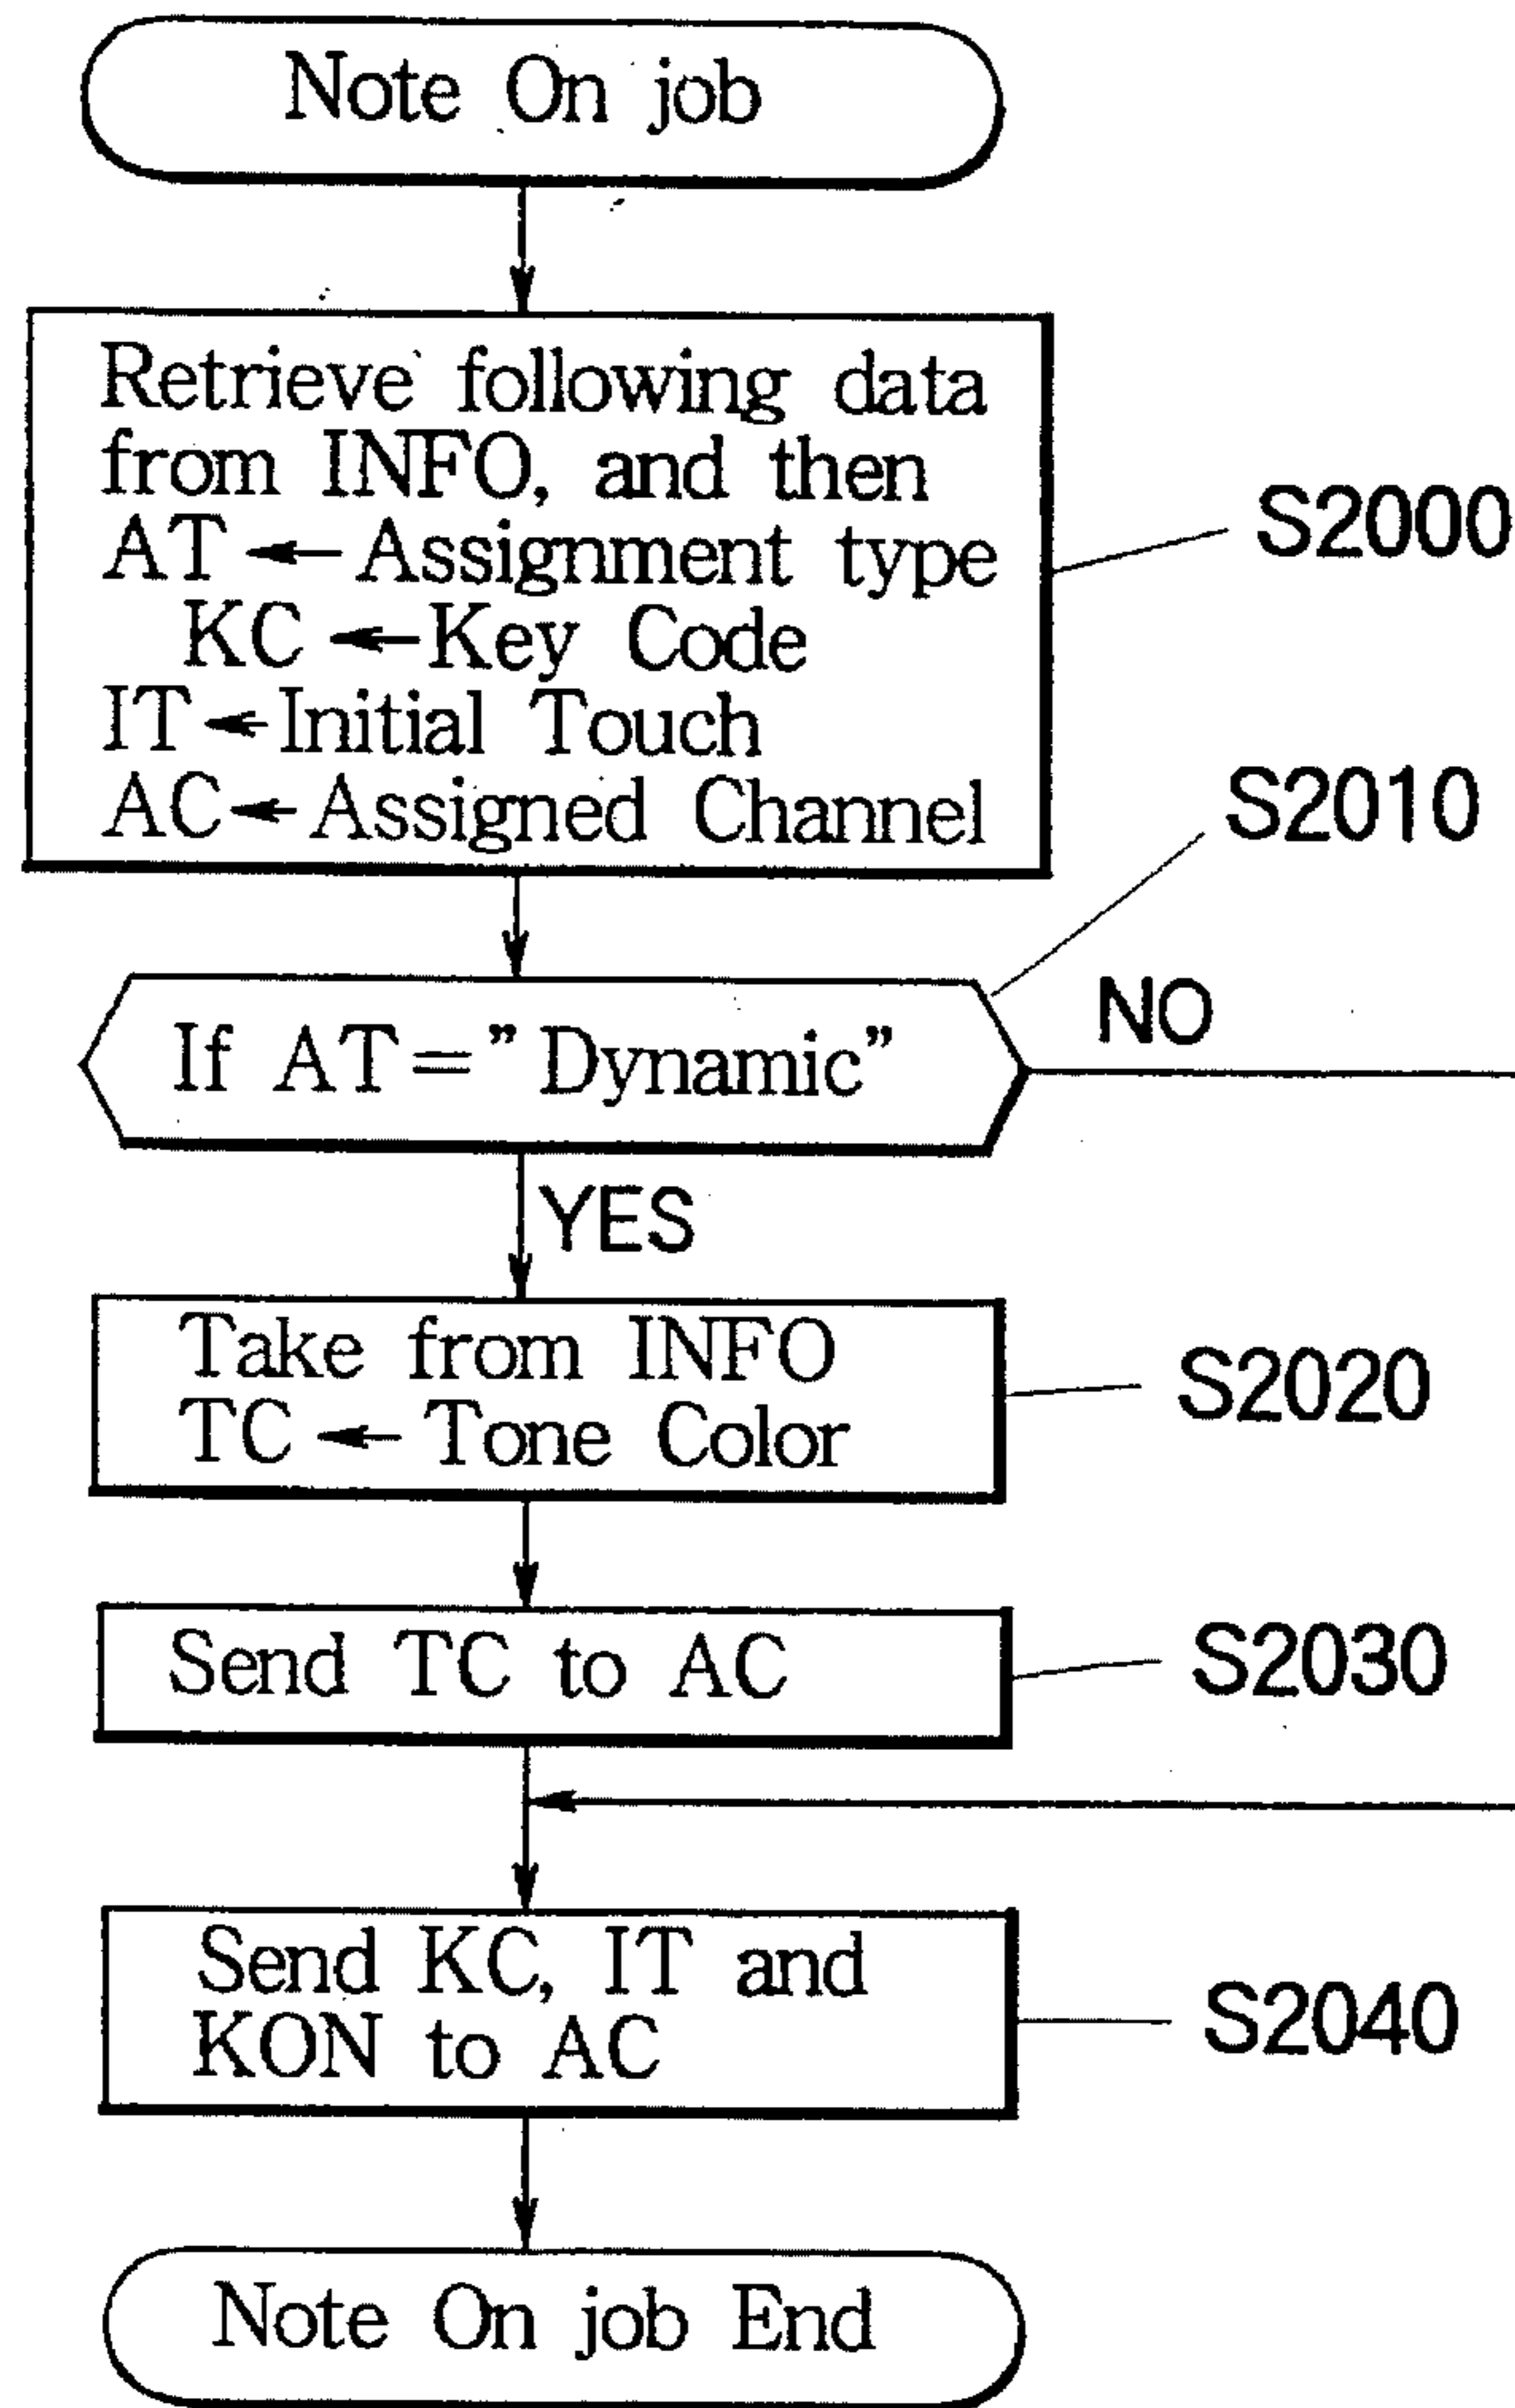 Note On job
Retrieve following data
from INFO, and then
AT ← Assignment type
KC ← Key Code
IT ← Initial Touch
AC ← Assigned Channel
S2000
S2010
If AT=”Dynamic”
NO
YES
Take from INFO
TC ← Tone Color
S2020
Send TC to AC
S2030
Send KC, IT and
KON to AC
S2040
Note On job End